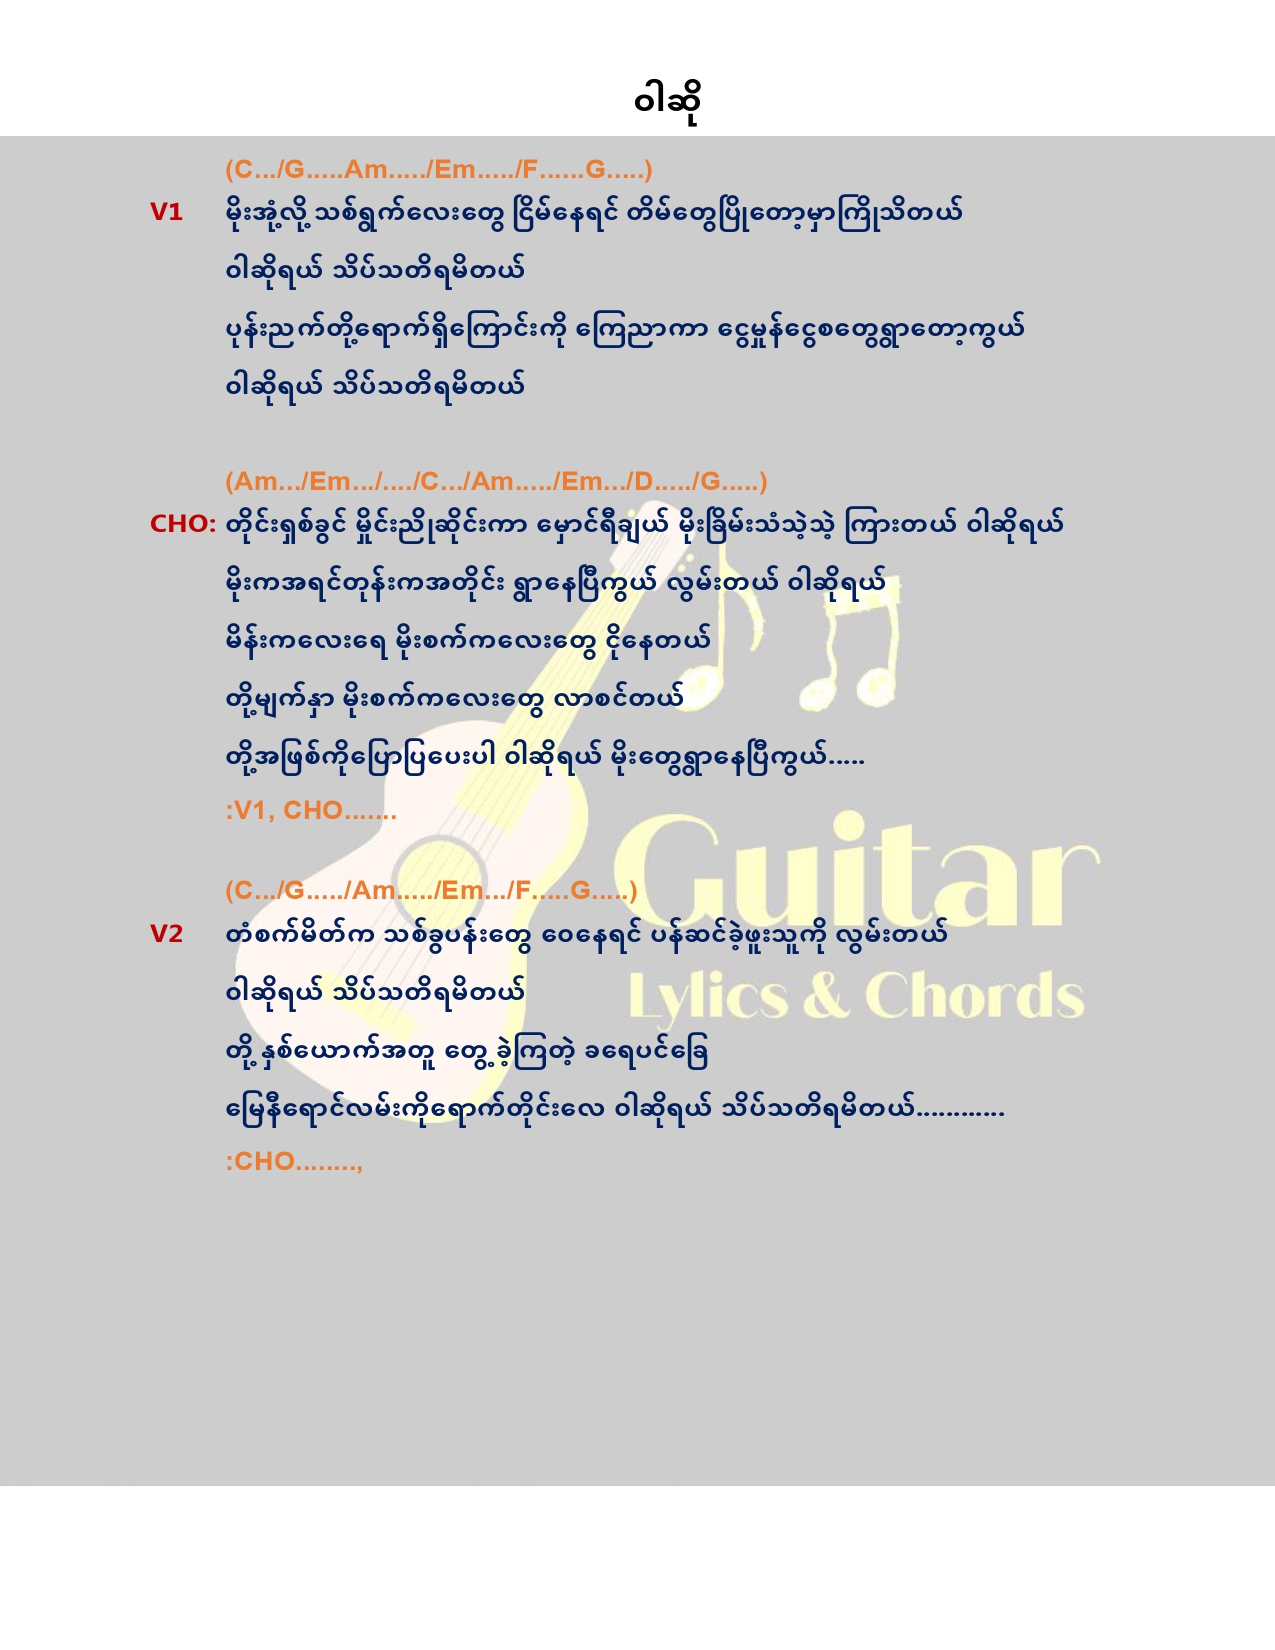 ဝါဆို
(C.../G.....Am...../Em...../F......G.....)
V1 မိုးအုံ့လို့ သစ်ရွက်လေးတွေ ငြိမ်နေရင် တိမ်တွေပြိုတော့မှာကြိုသိတယ်
ဝါဆိုရယ် သိပ်သတိရမိတယ်
ပုန်းညက်တို့ရောက်ရှိကြောင်းကို ကြေညာကာ ငွေမှုန်ငွေစတွေရွာတော့ကွယ်
ဝါဆိုရယ် သိပ်သတိရမိတယ်
(Am.../Em.../..../C.../Am...../Em.../D...../G.....)
CHO: တိုင်းရှစ်ခွင် မှိုင်းညိုဆိုင်းကာ မှောင်ရီချယ် မိုးခြိမ်းသံသဲ့သဲ့ ကြားတယ် ဝါဆိုရယ်
မိုးကအရင်တုန်းကအတိုင်း ရွာနေပြီကွယ် လွမ်းတယ် ဝါဆိုရယ်
မိန်းကလေးရေ မိုးစက်ကလေးတွေ ငိုနေတယ်
တို့မျက်နှာ မိုးစက်ကလေးတွေ လာစင်တယ်
တို့အဖြစ်ကိုပြောပြပေးပါ ဝါဆိုရယ် မိုးတွေရွာနေပြီကွယ်.....
:V1, CHO.......
(C.../G...../Am...../Em.../F.....G.....)
V2 တံစက်မိတ်က သစ်ခွပန်းတွေ ဝေနေရင် ပန်ဆင်ခဲ့ဖူးသူကို လွမ်းတယ်
ဝါဆိုရယ် သိပ်သတိရမိတယ်
တို့ နှစ်ယောက်အတူ တွေ့ ခဲ့ကြတဲ့ ခရေပင်ခြေ
မြေနီရောင်လမ်းကိုရောက်တိုင်းလေ ဝါဆိုရယ် သိပ်သတိရမိတယ်............
:CHO........,
Guitar
Lylics & Chords